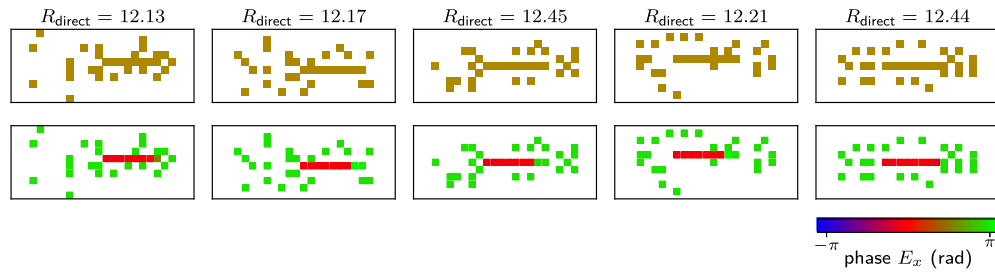 R_direct = 12.13 R_direct = 12.17 R_direct = 12.45 R_direct = 12.21 R_direct = 12.44
−π π
phase E_x (rad)